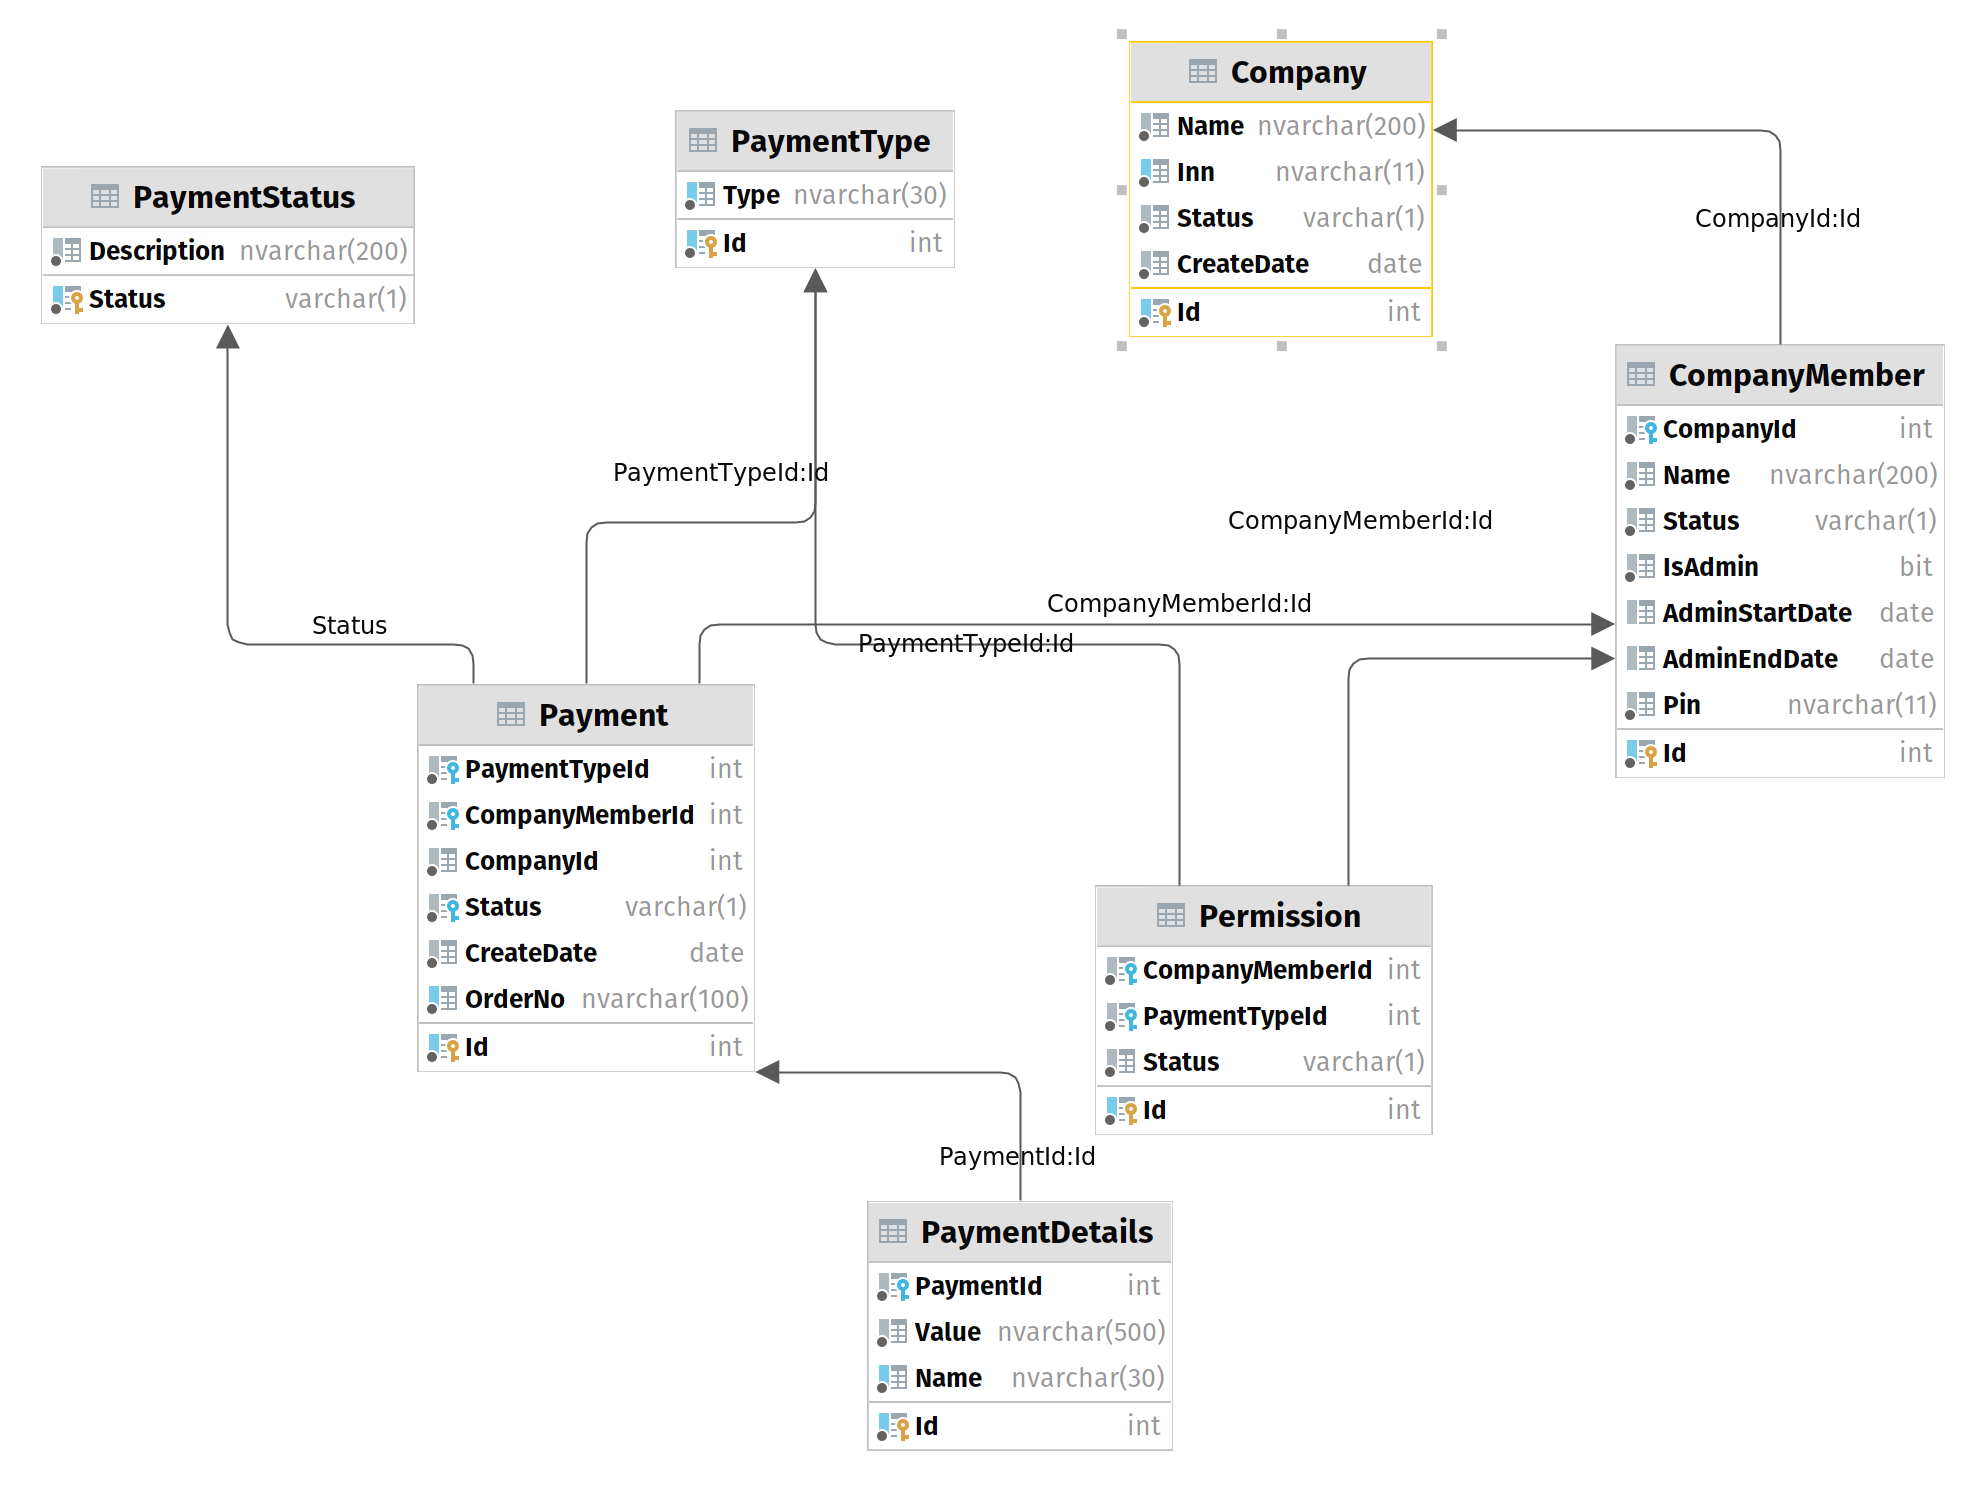 Company
Name nvarchar(200)
Inn nvarchar(11)
Status varchar(1)
CreateDate date
Id int
PaymentType
Type nvarchar(30)
Id int
PaymentStatus
Description nvarchar(200)
Status varchar(1)
CompanyId:Id
CompanyMember
CompanyId int
Name nvarchar(200)
Status varchar(1)
IsAdmin bit
AdminStartDate date
AdminEndDate date
Pin nvarchar(11)
Id int
PaymentTypeId:Id
CompanyMemberId:Id
CompanyMemberId:Id
Status
PaymentTypeId:Id
Payment
PaymentTypeId int
CompanyMemberId int
CompanyId int
Status varchar(1)
CreateDate date
OrderNo nvarchar(100)
Id int
Permission
CompanyMemberId int
PaymentTypeId int
Status varchar(1)
Id int
PaymentId:Id
PaymentDetails
PaymentId int
Value nvarchar(500)
Name nvarchar(30)
Id int